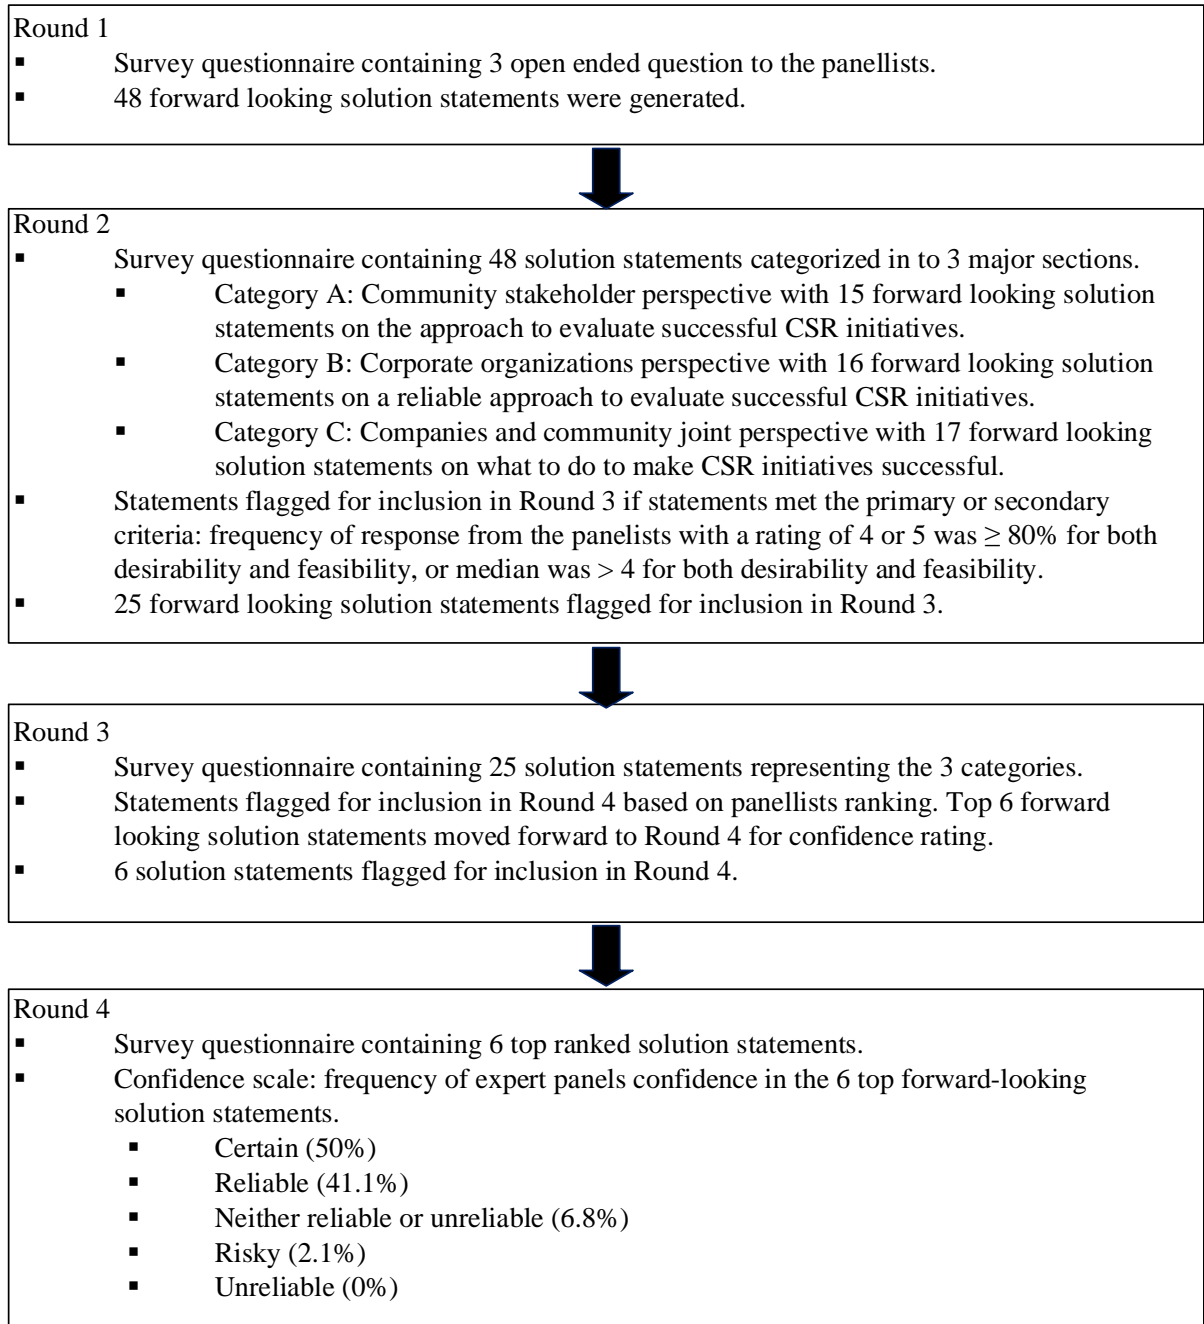 Round 1
▪ Survey questionnaire containing 3 open ended question to the panellists.
▪ 48 forward looking solution statements were generated.
Round 2
▪ Survey questionnaire containing 48 solution statements categorized in to 3 major sections.
▪ Category A: Community stakeholder perspective with 15 forward looking solution
statements on the approach to evaluate successful CSR initiatives.
▪ Category B: Corporate organizations perspective with 16 forward looking solution
statements on a reliable approach to evaluate successful CSR initiatives.
▪ Category C: Companies and community joint perspective with 17 forward looking
solution statements on what to do to make CSR initiatives successful.
▪ Statements flagged for inclusion in Round 3 if statements met the primary or secondary
criteria: frequency of response from the panelists with a rating of 4 or 5 was ≥ 80% for both
desirability and feasibility, or median was > 4 for both desirability and feasibility.
▪ 25 forward looking solution statements flagged for inclusion in Round 3.
Round 3
▪ Survey questionnaire containing 25 solution statements representing the 3 categories.
▪ Statements flagged for inclusion in Round 4 based on panellists ranking. Top 6 forward
looking solution statements moved forward to Round 4 for confidence rating.
▪ 6 solution statements flagged for inclusion in Round 4.
Round 4
▪ Survey questionnaire containing 6 top ranked solution statements.
▪ Confidence scale: frequency of expert panels confidence in the 6 top forward-looking
solution statements.
▪ Certain (50%)
▪ Reliable (41.1%)
▪ Neither reliable or unreliable (6.8%)
▪ Risky (2.1%)
▪ Unreliable (0%)